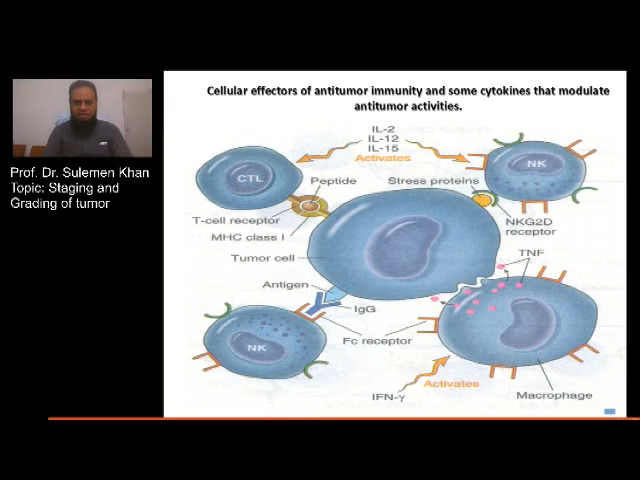 Cellular effectors of antitumor immunity and some cytokines that modulate
antitumor activities.
Prof. Dr. Sulemen Khan
Topic: Staging and
Grading of tumor
IL-2
IL-12
IL-15
Activates
CTL
Peptide
Stress proteins
NK
T-cell receptor
MHC class I
NKG2D
receptor
Tumor cell
TNF
Antigen
IgG
NK
Fc receptor
Activates
IFN-γ
Macrophage